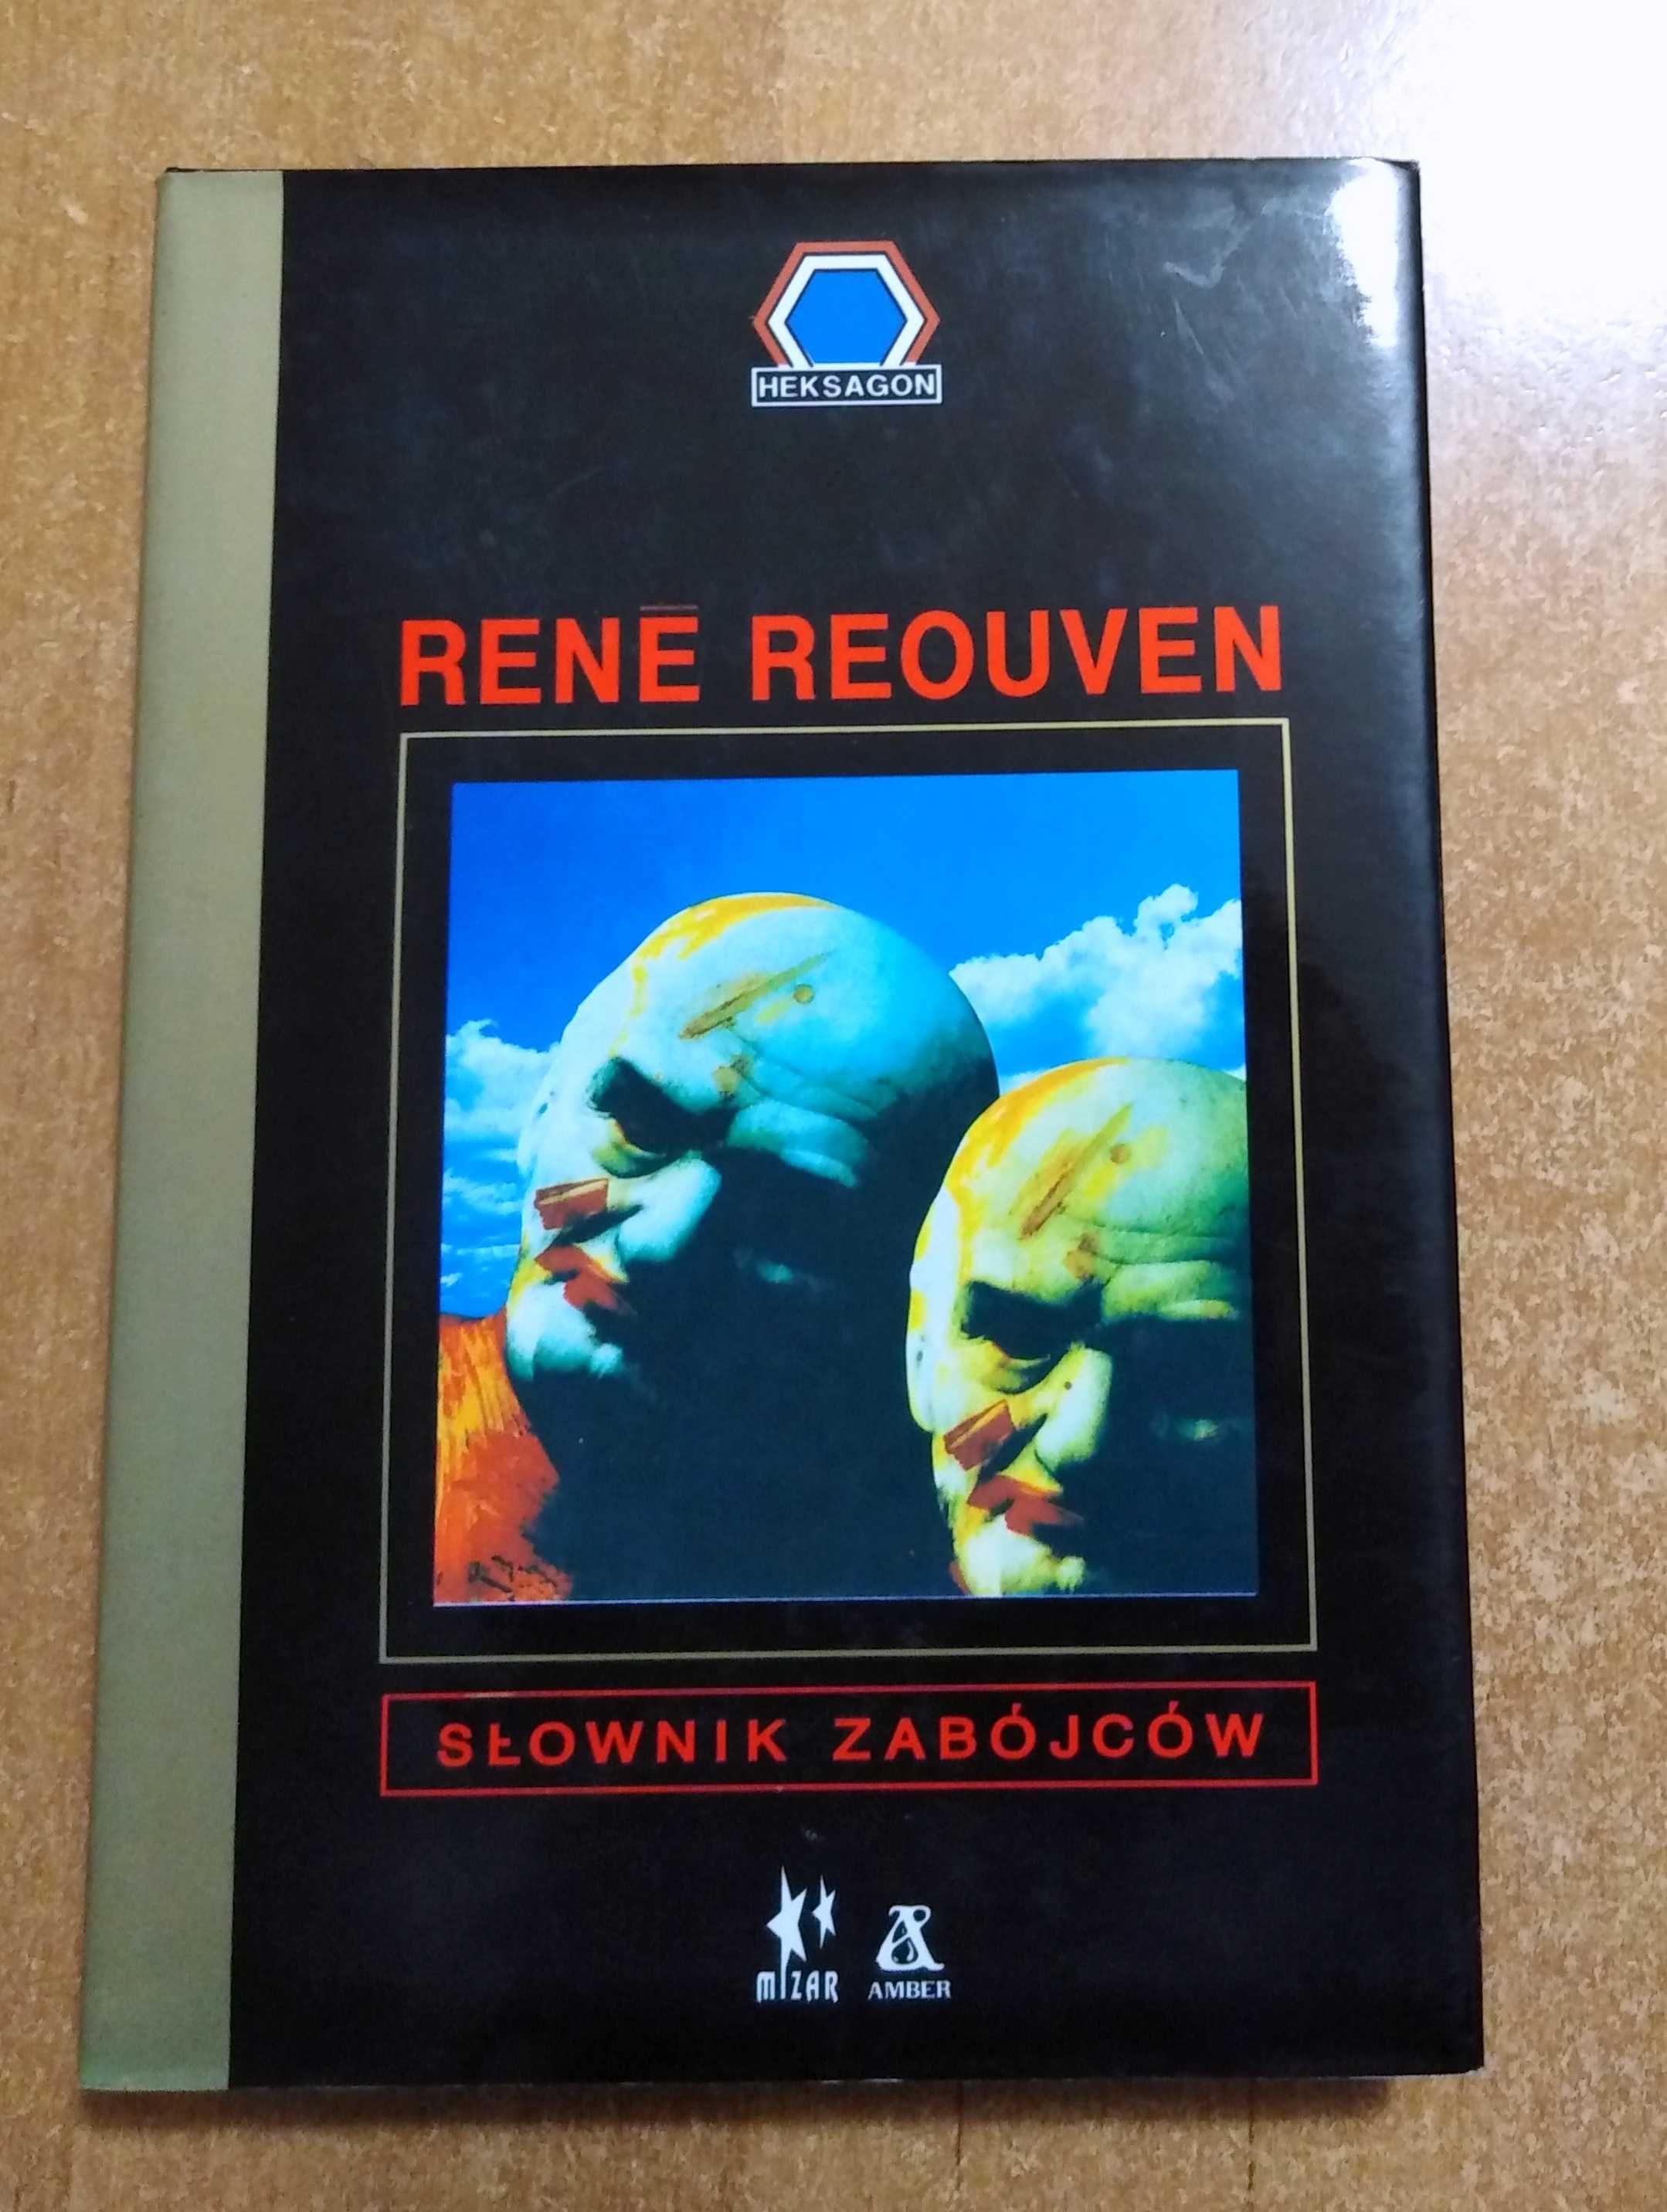 HEKSAGON
RENÉ REOUVEN
SŁOWNIK ZABÓJCÓW
MIZAR
AMBER